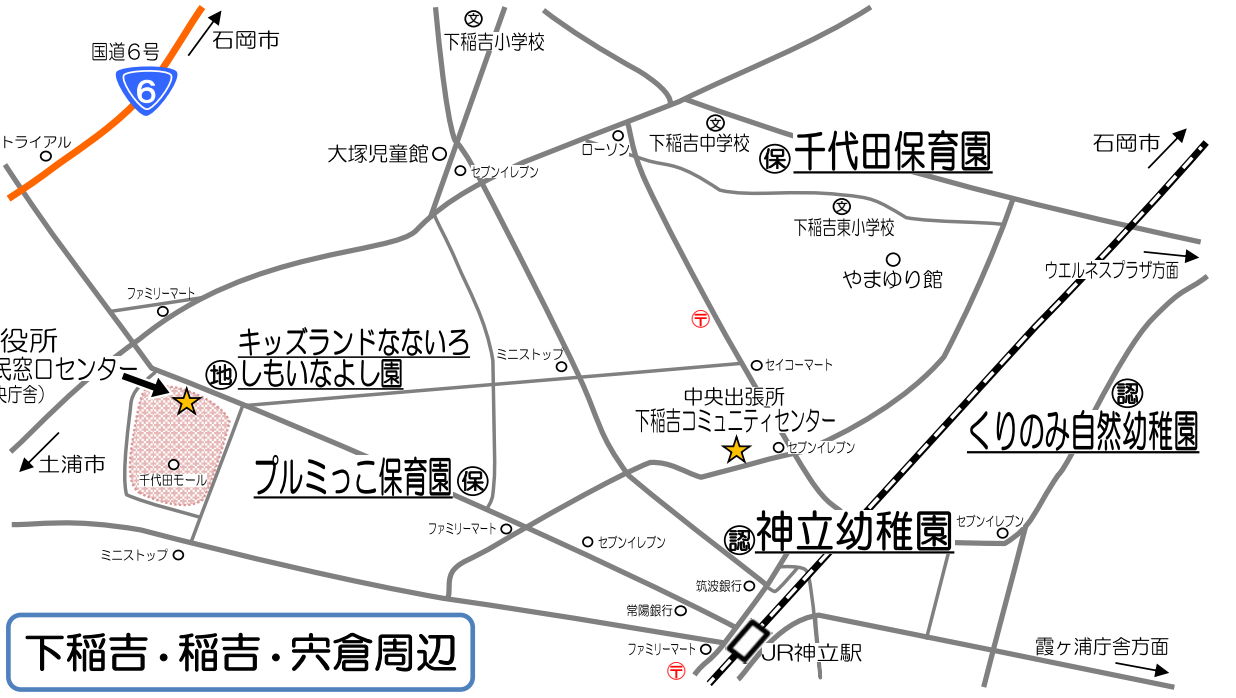 石岡市
国道6号
6
文
下稲吉小学校
トライアル
大塚児童館
セブンイレブン
ローソン
文
下稲吉中学校
保
千代田保育園
石岡市
文
下稲吉東小学校
やまゆり館
ウエルネスプラザ方面
ファミリーマート
役所
民窓口センター
央庁舎)
地
キッズランドなないろ
しもいなよし園
ミニストップ
〒
セイコーマート
中央出張所
下稲吉コミュニティセンター
セブンイレブン
認
くりのみ自然幼稚園
土浦市
千代田モール
プルミっこ保育園
保
ファミリーマート
セブンイレブン
認
神立幼稚園
セブンイレブン
ミニストップ
筑波銀行
常陽銀行
ファミリーマート
〒
JR神立駅
霞ヶ浦庁舎方面
下稲吉・稲吉・宍倉周辺